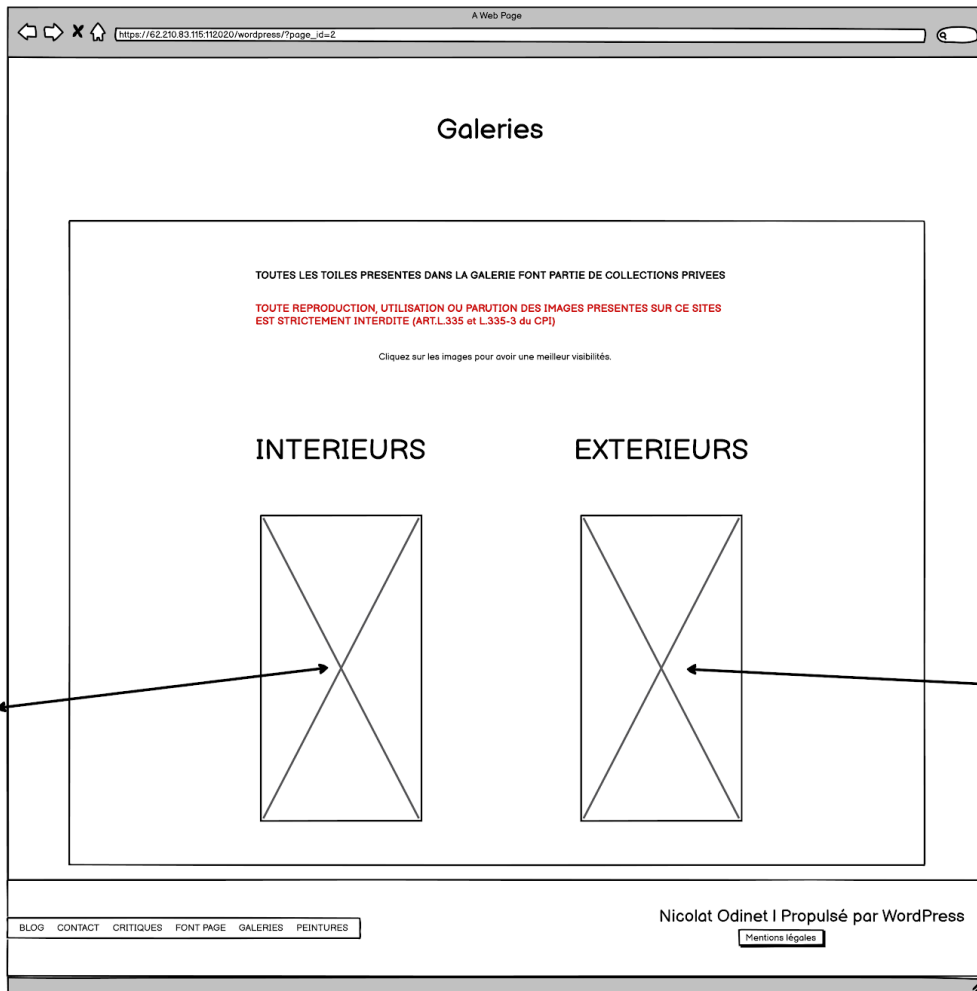 A Web Page
https://62.210.83.115:112020/wordpress/?page_id=2
Galeries
TOUTES LES TOILES PRESENTES DANS LA GALERIE FONT PARTIE DE COLLECTIONS PRIVEES
TOUTE REPRODUCTION, UTILISATION OU PARUTION DES IMAGES PRESENTES SUR CE SITES
EST STRICTEMENT INTERDITE (ART.L.335 et L.335-3 du CPI)
Cliquez sur les images pour avoir une meilleur visibilités.
INTERIEURS EXTERIEURS
BLOG CONTACT CRITIQUES FONT PAGE GALERIES PEINTURES
Nicolat Odinet I Propulsé par WordPress
Mentions légales